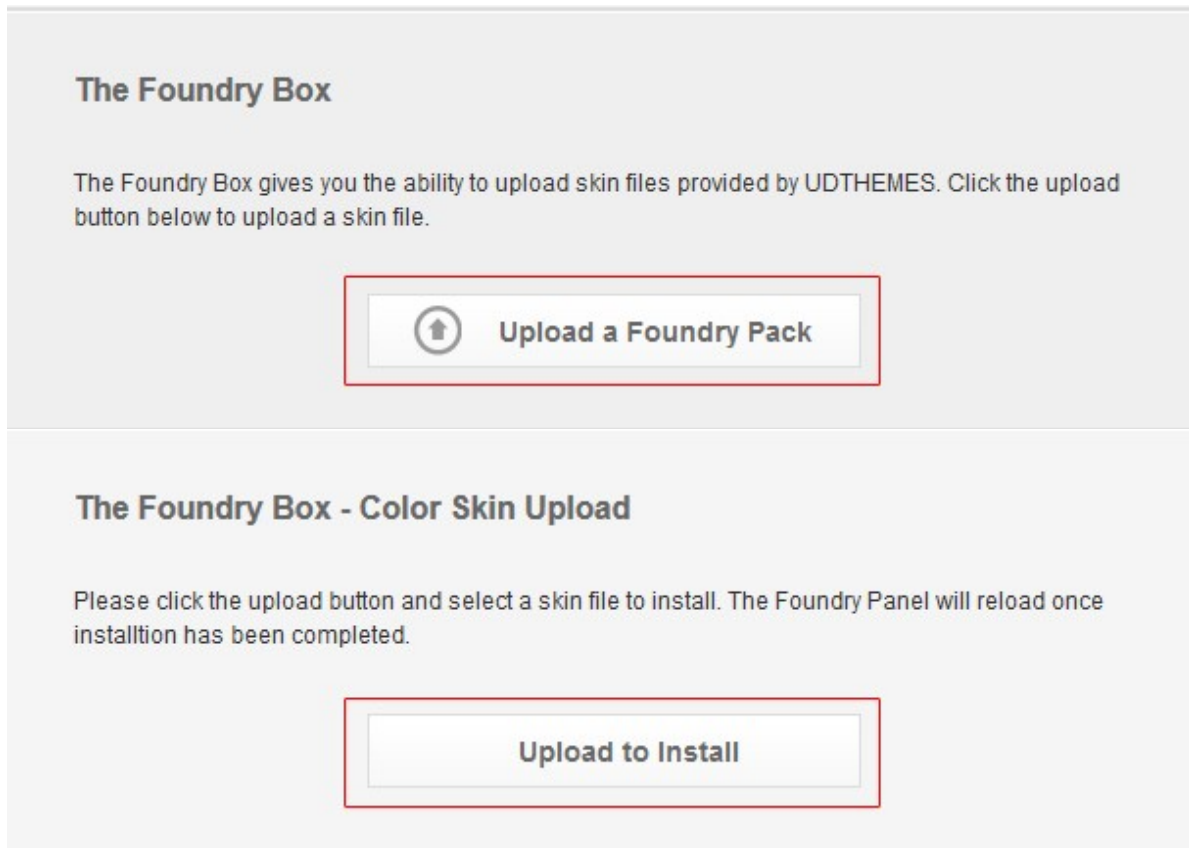 The Foundry Box
The Foundry Box gives you the ability to upload skin files provided by UDTHEMES. Click the upload
button below to upload a skin file.
Upload a Foundry Pack
The Foundry Box - Color Skin Upload
Please click the upload button and select a skin file to install. The Foundry Panel will reload once
installtion has been completed.
Upload to Install